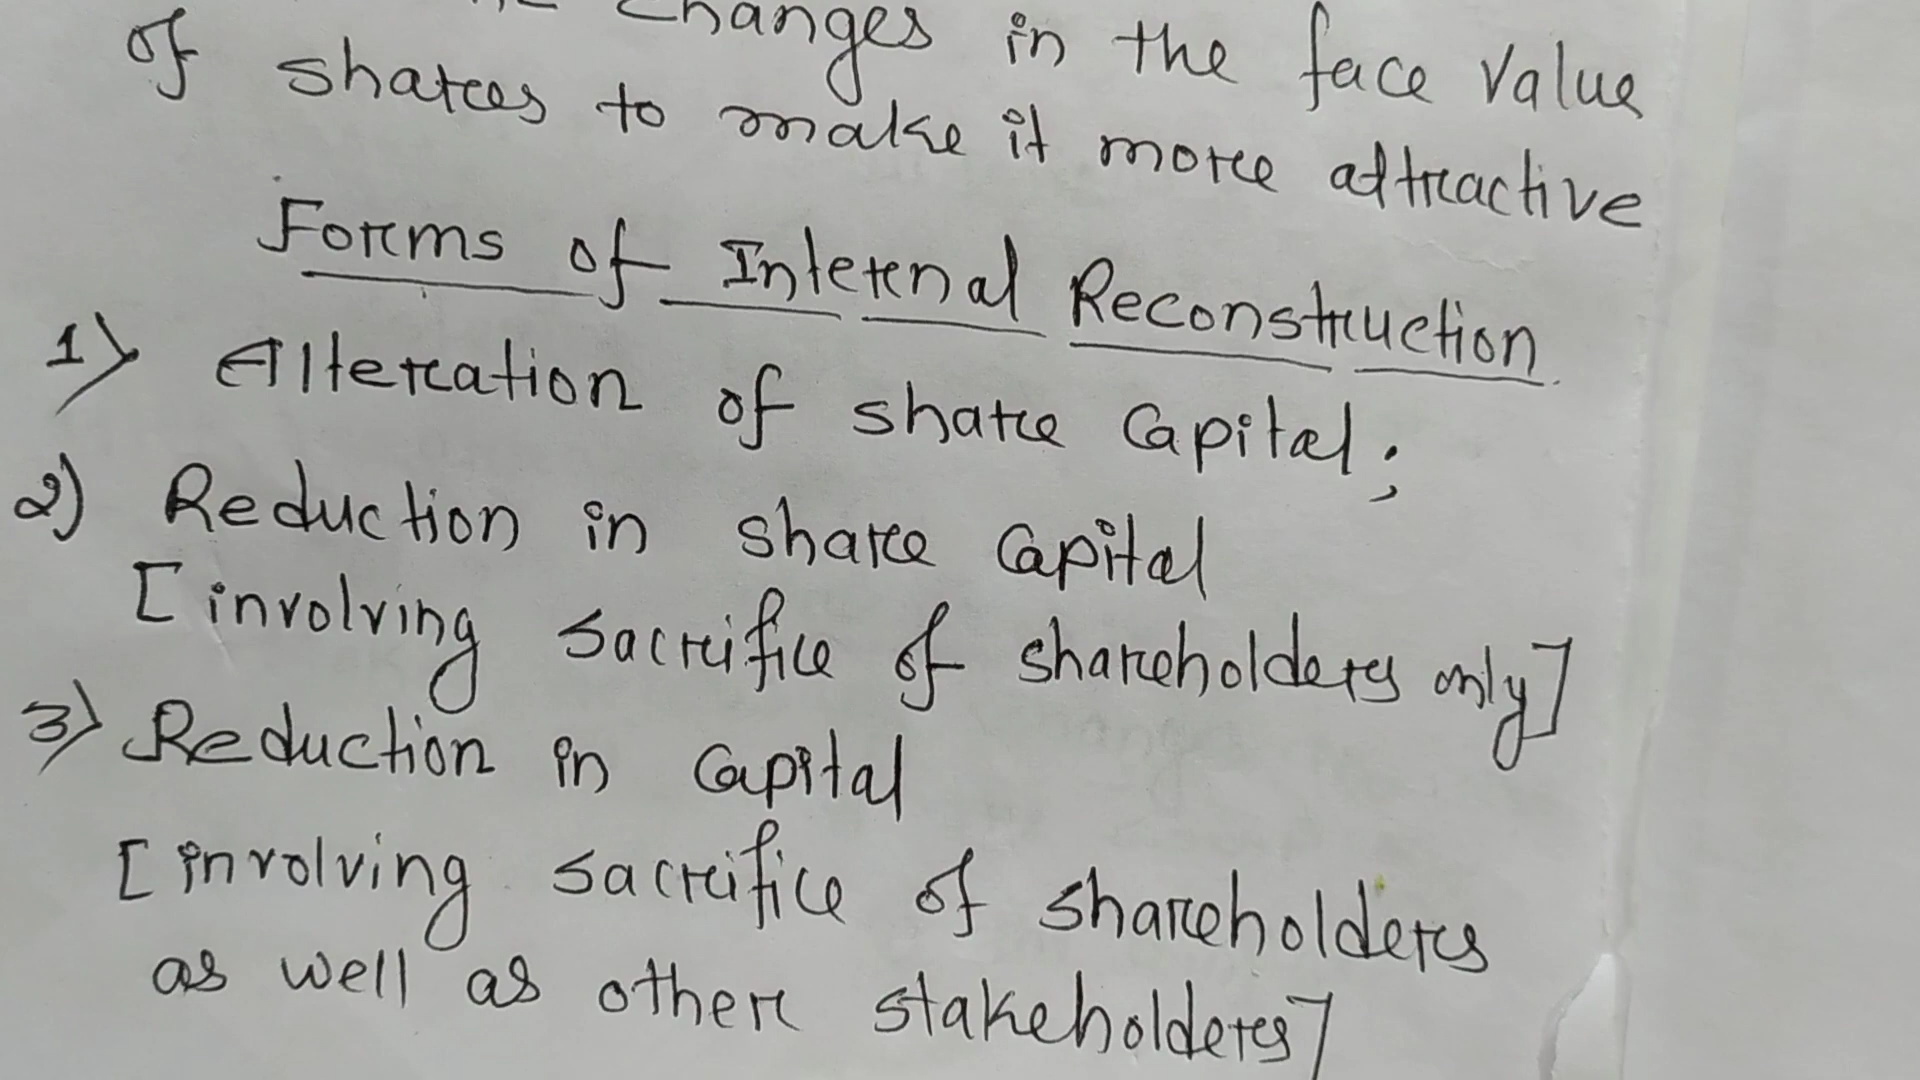 changes in the face value
of shares to make it more attractive
Forms of Internal Reconstruction
1) Alteration of share capital;
2) Reduction in share capital
[involving sacrifice of shareholders only]
3) Reduction in capital
[involving sacrifice of shareholders
as well as other stakeholders]